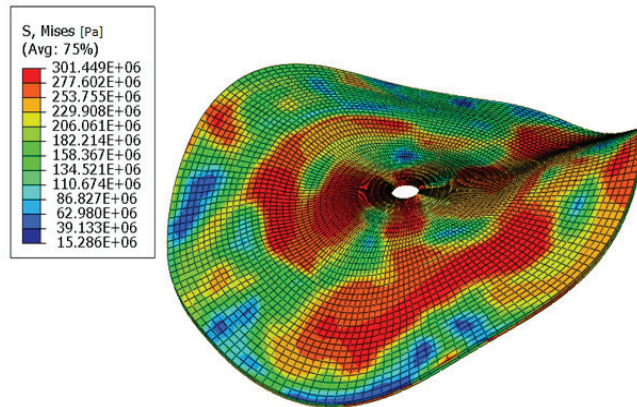 S, Mises [Pa]
(Avg: 75%)
301.449E+06
277.602E+06
253.755E+06
229.908E+06
206.061E+06
182.214E+06
158.367E+06
134.521E+06
110.674E+06
86.827E+06
62.980E+06
39.133E+06
15.286E+06